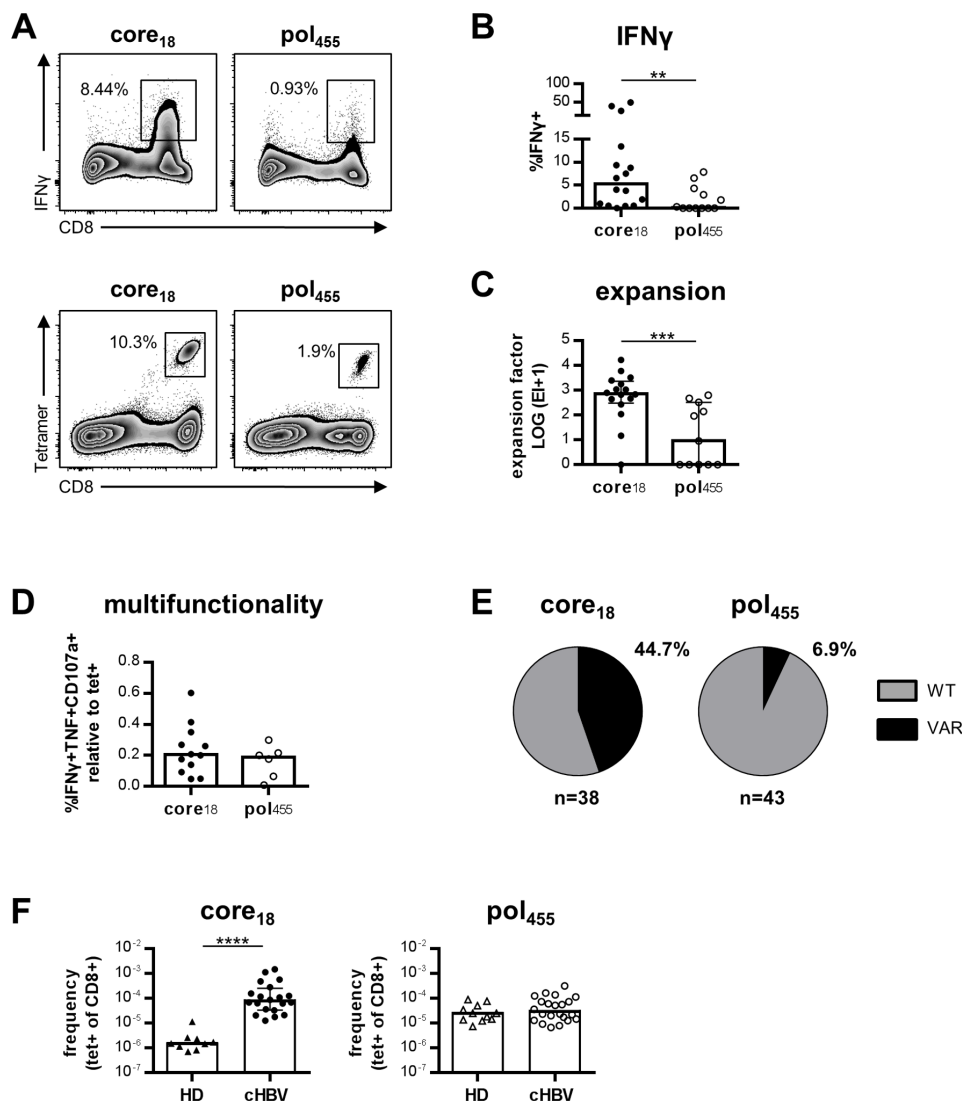 A
core18 pol455
8.44% 0.93%
IFNγ
CD8
core18 pol455
10.3% 1.9%
Tetramer
CD8
B
IFNγ
**
%IFNγ+
100
50
15
10
5
0
core18 pol455
C
expansion
***
expansion factor
LOG (EI+1)
5
4
3
2
1
0
core18 pol455
D
multifunctionality
%IFNγ+TNF+CD107a+
relative to tet+
0.8
0.6
0.4
0.2
0.0
core18 pol455
E
core18 pol455
44.7% 6.9%
WT
VAR
n=38 n=43
F
core18
****
frequency
(tet+ of CD8+)
10-2
10-3
10-4
10-5
10-6
10-7
HD cHBV
pol455
frequency
(tet+ of CD8+)
10-2
10-3
10-4
10-5
10-6
10-7
HD cHBV